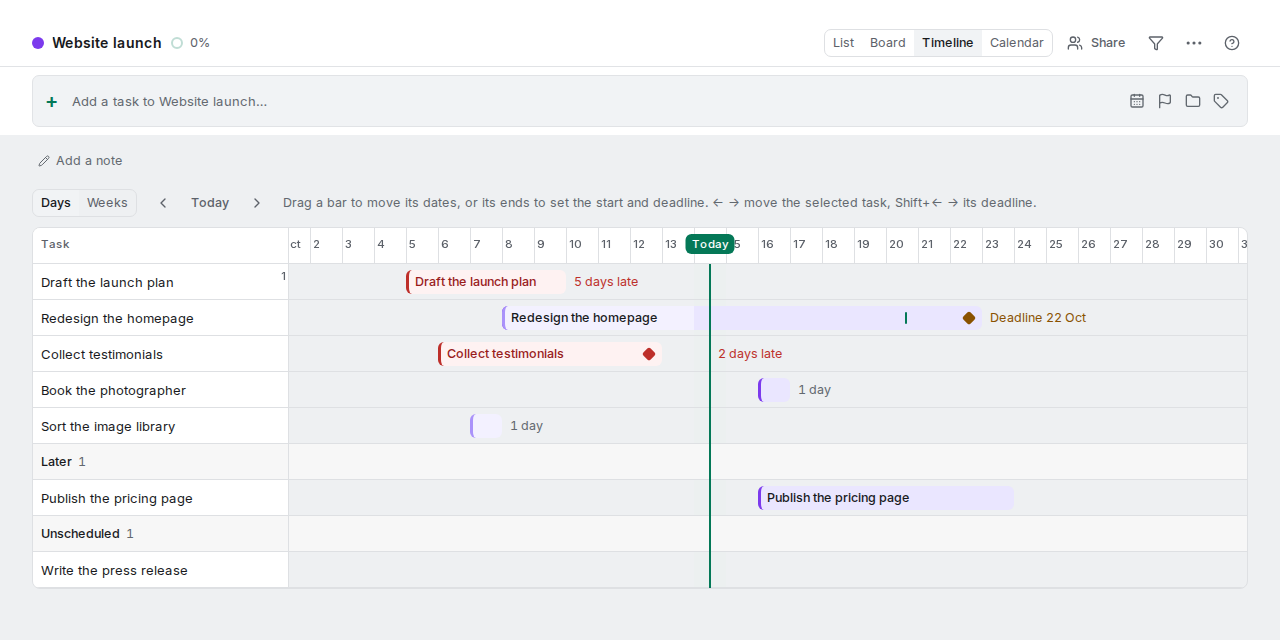 Website launch 0% List Board Timeline Calendar Share
Add a task to Website launch...
Add a note
Days Weeks Today Drag a bar to move its dates, or its ends to set the start and deadline. ← → move the selected task, Shift+← → its deadline.
Task ct 2 3 4 5 6 7 8 9 10 11 12 13 Today 5 16 17 18 19 20 21 22 23 24 25 26 27 28 29 30 3
Draft the launch plan 1 Draft the launch plan 5 days late
Redesign the homepage Redesign the homepage Deadline 22 Oct
Collect testimonials Collect testimonials 2 days late
Book the photographer 1 day
Sort the image library 1 day
Later 1
Publish the pricing page Publish the pricing page
Unscheduled 1
Write the press release